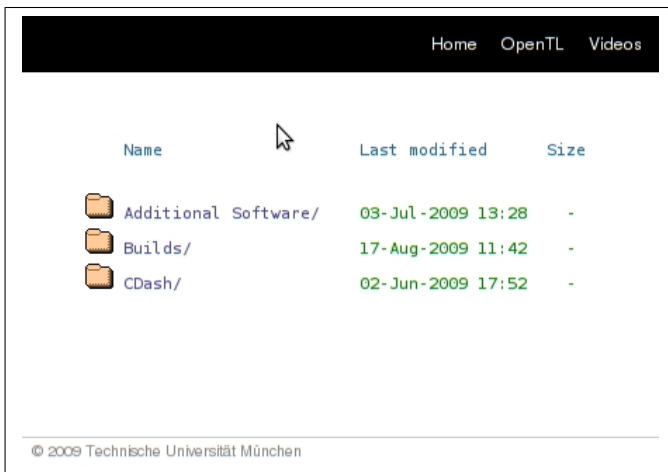 Home OpenTL Videos
Name Last modified Size
Additional Software/ 03-Jul-2009 13:28 -
Builds/ 17-Aug-2009 11:42 -
CDash/ 02-Jun-2009 17:52 -
© 2009 Technische Universität München